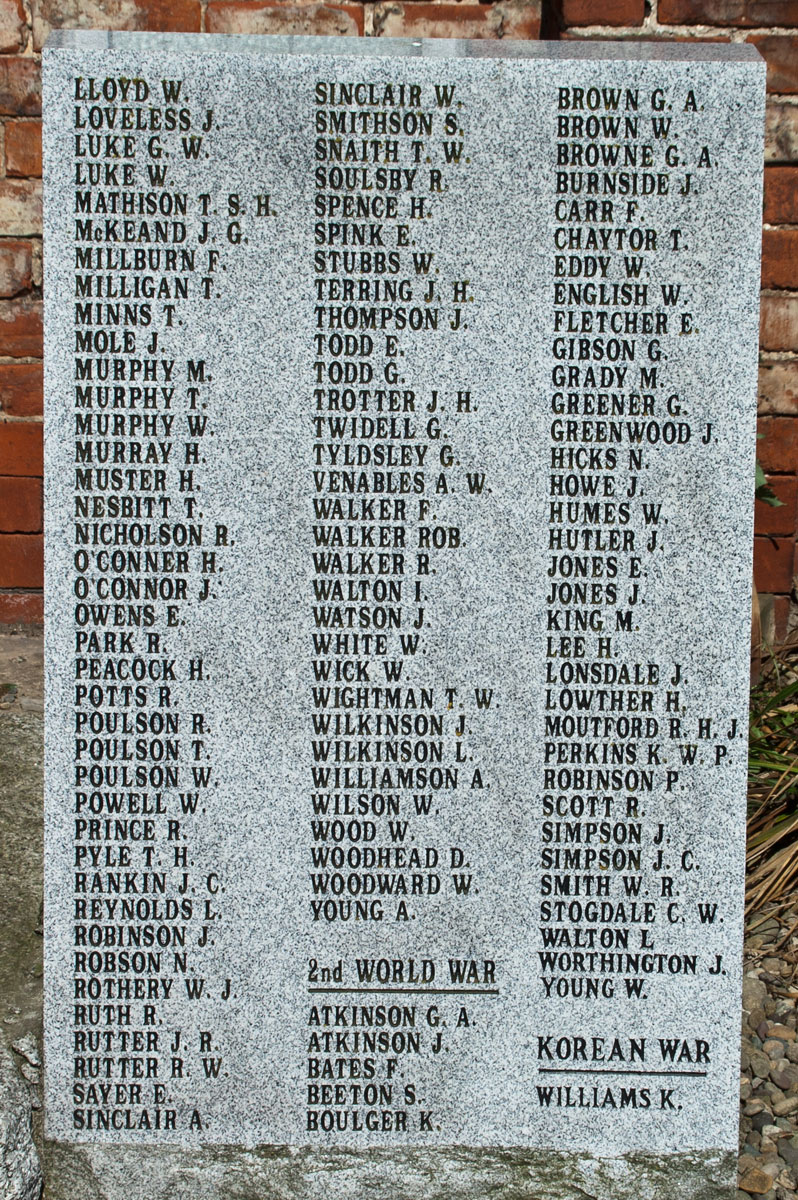 LLOYD W.
LOVELESS J.
LUKE G. W.
LUKE W.
MATHISON T. S. H.
McKEAND J. G.
MILLBURN F.
MILLIGAN T.
MINNS T.
MOLE J.
MURPHY M.
MURPHY T.
MURPHY W.
MURRAY H.
MUSTER H.
NESBITT T.
NICHOLSON R.
O'CONNER H.
O'CONNOR J.
OWENS E.
PARK R.
PEACOCK H.
POTTS R.
POULSON R.
POULSON T.
POULSON W.
POWELL W.
PRINCE R.
PYLE T. H.
RANKIN J. C.
REYNOLDS L.
ROBINSON J.
ROBSON N.
ROTHERY W. J.
RUTH R.
RUTTER J. R.
RUTTER R. W.
SAYER E.
SINCLAIR A.
SINCLAIR W.
SMITHSON S.
SNAITH T. W.
SOULSBY R.
SPENCE H.
SPINK E.
STUBBS W.
TERRING J. H.
THOMPSON J.
TODD E.
TODD G.
TROTTER J. H.
TWIDELL G.
TYLDSLEY G.
VENABLES A. W.
WALKER F.
WALKER ROB.
WALKER R.
WALTON I.
WATSON J.
WHITE W.
WICK W.
WIGHTMAN T. W.
WILKINSON J.
WILKINSON L.
WILLIAMSON A.
WILSON W.
WOOD W.
WOODHEAD D.
WOODWARD W.
YOUNG A.
2nd WORLD WAR
ATKINSON G. A.
ATKINSON J.
BATES F.
BEETON S.
BOULGER K.
BROWN G. A.
BROWN W.
BROWNE G. A.
BURNSIDE J.
CARR F.
CHAYTOR T.
EDDY W.
ENGLISH W.
FLETCHER E.
GIBSON G.
GRADY M.
GREENER G.
GREENWOOD J.
HICKS N.
HOWE J.
HUMES W.
HUTLER J.
JONES E.
JONES J.
KING M.
LEE H.
LONSDALE J.
LOWTHER H.
MOUTFORD R. H. J.
PERKINS K. W. P.
ROBINSON P.
SCOTT R.
SIMPSON J.
SIMPSON J. C.
SMITH W. R.
STOGDALE C. W.
WALTON L
WORTHINGTON J.
YOUNG W.
KOREAN WAR
WILLIAMS K.